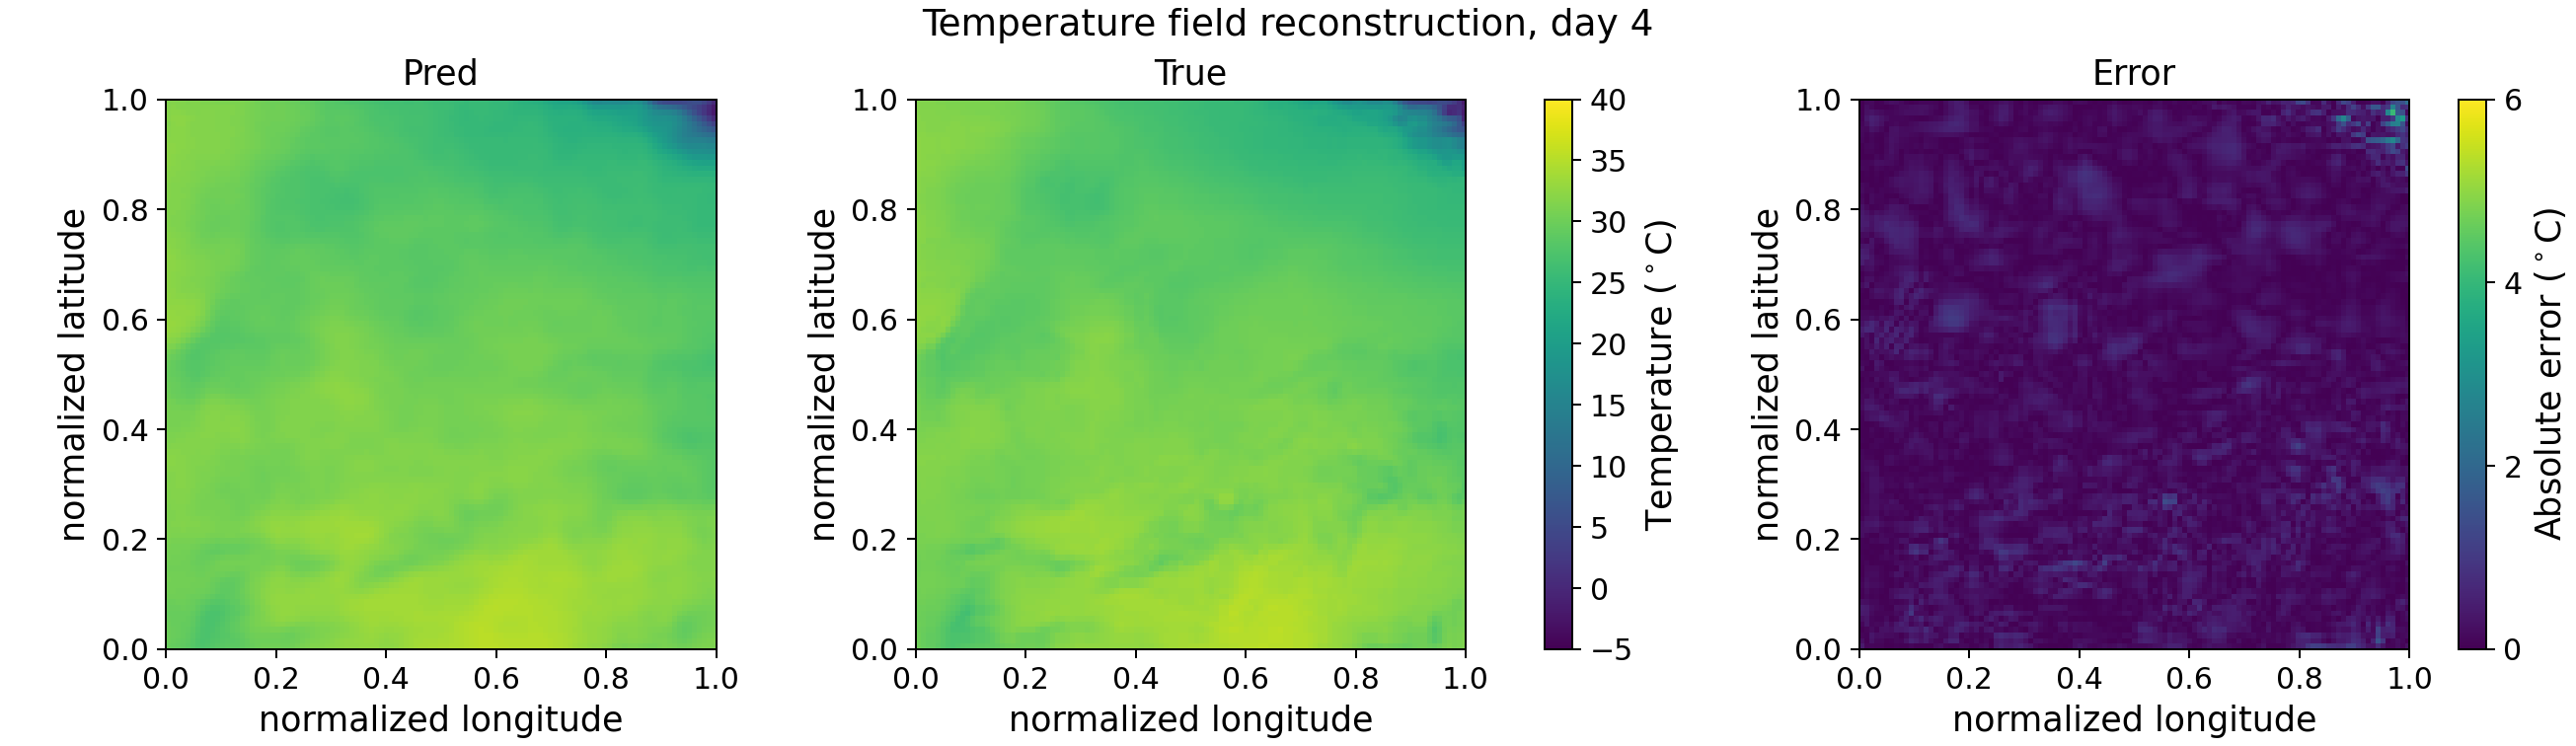 Temperature field reconstruction, day 4
Pred
1.0
0.8
0.6
0.4
0.2
0.0
normalized latitude
0.0 0.2 0.4 0.6 0.8 1.0
normalized longitude
True
1.0
0.8
0.6
0.4
0.2
0.0
normalized latitude
0.0 0.2 0.4 0.6 0.8 1.0
normalized longitude
40
35
30
25
20
15
10
5
0
−5
Temperature (°C)
Error
1.0
0.8
0.6
0.4
0.2
0.0
normalized latitude
0.0 0.2 0.4 0.6 0.8 1.0
normalized longitude
6
4
2
0
Absolute error (°C)